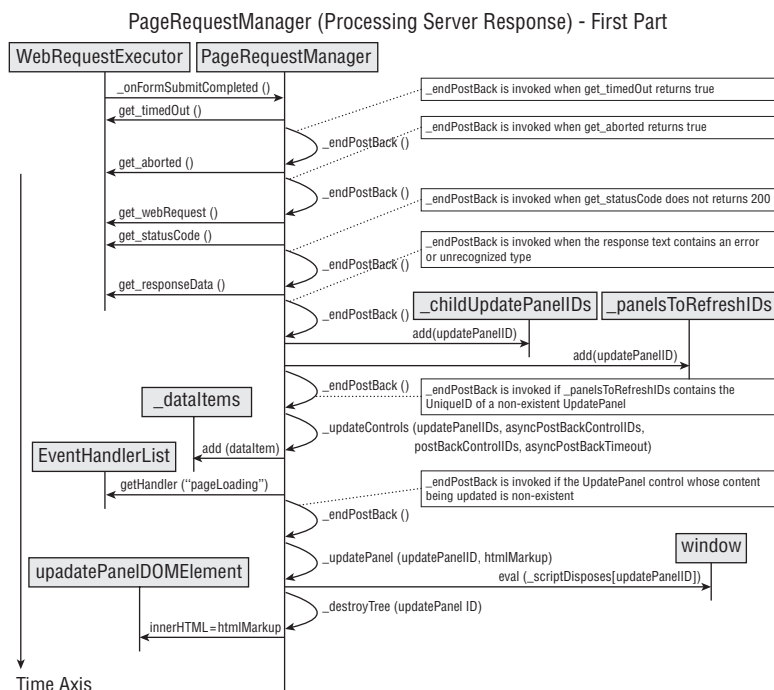 PageRequestManager (Processing Server Response) - First Part
WebRequestExecutor
PageRequestManager
_onFormSubmitCompleted ()
_endPostBack is invoked when get_timedOut returns true
get_timedOut ()
_endPostBack is invoked when get_aborted returns true
_endPostBack ()
get_aborted ()
_endPostBack ()
_endPostBack is invoked when get_statusCode does not returns 200
get_webRequest ()
get_statusCode ()
_endPostBack is invoked when the response text contains an error
or unrecognized type
_endPostBack ()
get_responseData ()
_childUpdatePanelIDs
_panelsToRefreshIDs
_endPostBack ()
add(updatePanelID)
add(updatePanelID)
_endPostBack ()
_endPostBack is invoked if _panelsToRefreshIDs contains the
UniqueID of a non-existent UpdatePanel
_dataItems
_updateControls (updatePanelIDs, asyncPostBackControlIDs,
postBackControlIDs, asyncPostBackTimeout)
add (dataItem)
EventHandlerList
getHandler (“pageLoading”)
_endPostBack is invoked if the UpdatePanel control whose content
being updated is non-existent
_endPostBack ()
window
_updatePanel (updatePanelID, htmlMarkup)
upadatePanelDOMElement
eval (_scriptDisposes[updatePanelID])
_destroyTree (updatePanel ID)
innerHTML=htmlMarkup
Time Axis